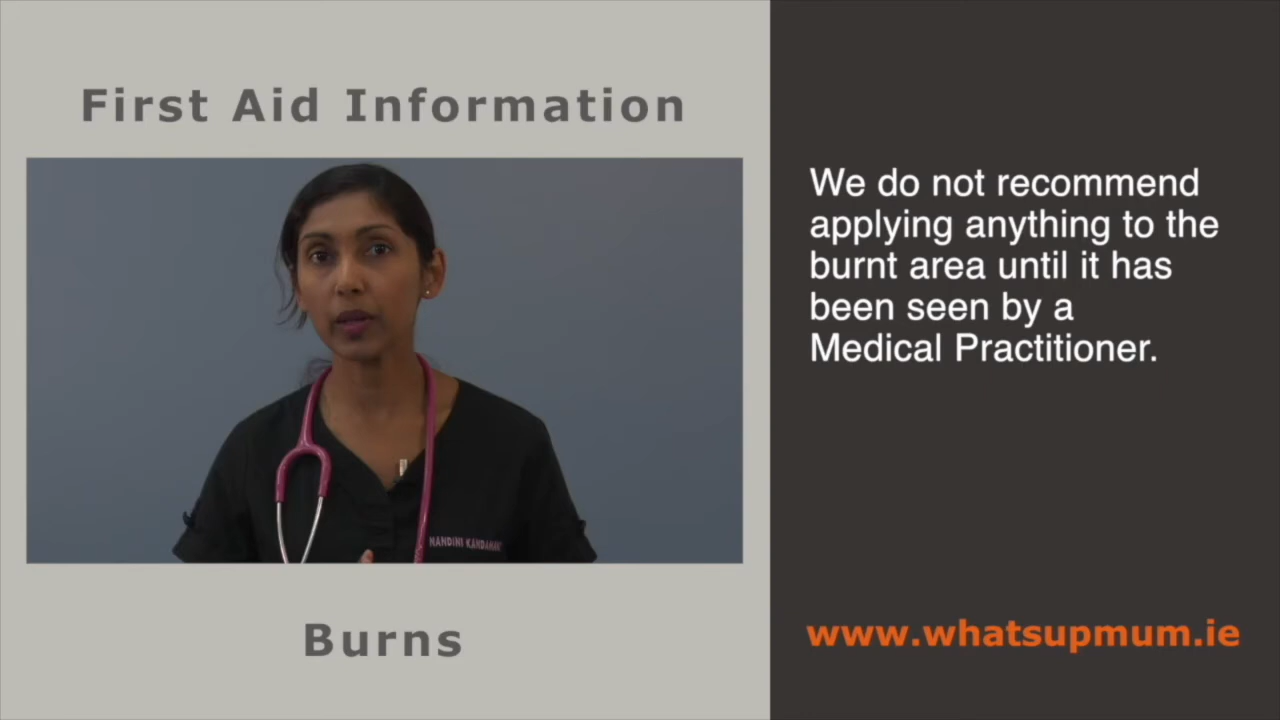 First Aid Information
We do not recommend
applying anything to the
burnt area until it has
been seen by a
Medical Practitioner.
NANDINI
Burns
www.whatsupmum.ie